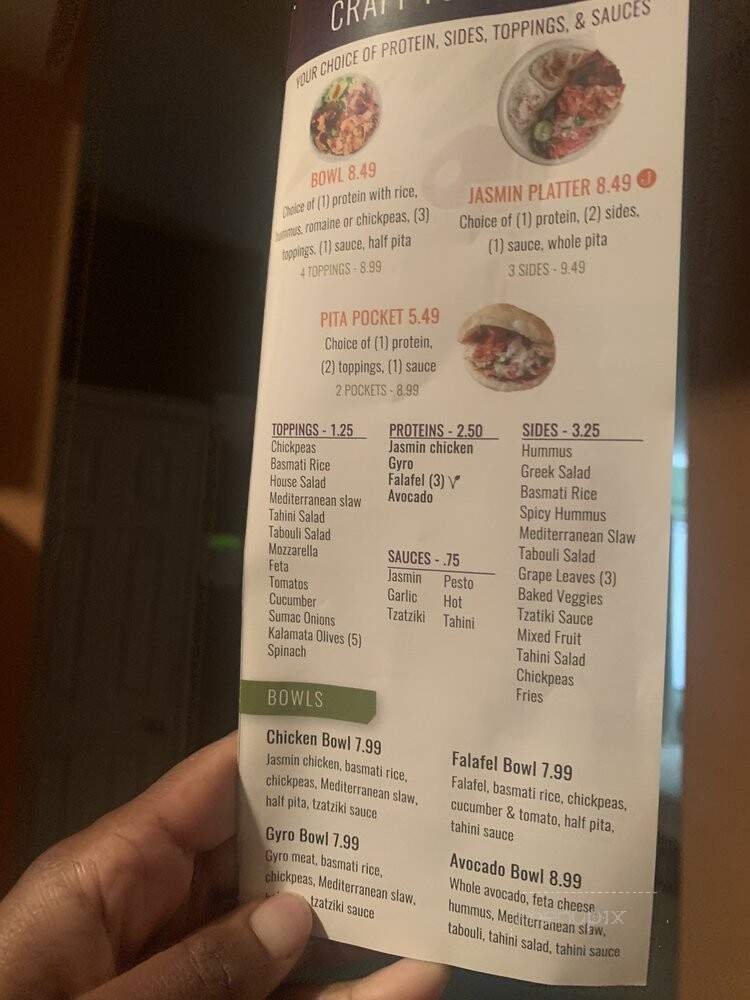 YOUR CHOICE OF PROTEIN, SIDES, TOPPINGS, & SAUCES
BOWL 8.49
Choice of (1) protein with rice,
hummus, romaine or chickpeas, (3)
toppings, (1) sauce, half pita
4 TOPPINGS - 8.99
JASMIN PLATTER 8.49
Choice of (1) protein, (2) sides,
(1) sauce, whole pita
3 SIDES - 9.49
PITA POCKET 5.49
Choice of (1) protein,
(2) toppings, (1) sauce
2 POCKETS - 8.99
TOPPINGS - 1.25
Chickpeas
Basmati Rice
House Salad
Mediterranean slaw
Tahini Salad
Tabouli Salad
Mozzarella
Feta
Tomatos
Cucumber
Sumac Onions
Kalamata Olives (5)
Spinach
PROTEINS - 2.50
Jasmin chicken
Gyro
Falafel (3)
Avocado
SAUCES - .75
Jasmin
Garlic
Tzatziki
Pesto
Hot
Tahini
SIDES - 3.25
Hummus
Greek Salad
Basmati Rice
Spicy Hummus
Mediterranean Slaw
Tabouli Salad
Grape Leaves (3)
Baked Veggies
Tzatiki Sauce
Mixed Fruit
Tahini Salad
Chickpeas
Fries
BOWLS
Chicken Bowl 7.99
Jasmin chicken, basmati rice,
chickpeas, Mediterranean slaw,
half pita, tzatziki sauce
Gyro Bowl 7.99
Gyro meat, basmati rice,
chickpeas, Mediterranean slaw,
tzatziki sauce
Falafel Bowl 7.99
Falafel, basmati rice, chickpeas,
cucumber & tomato, half pita,
tahini sauce
Avocado Bowl 8.99
Whole avocado, feta cheese
hummus, Mediterranean slaw,
tabouli, tahini salad, tahini sauce